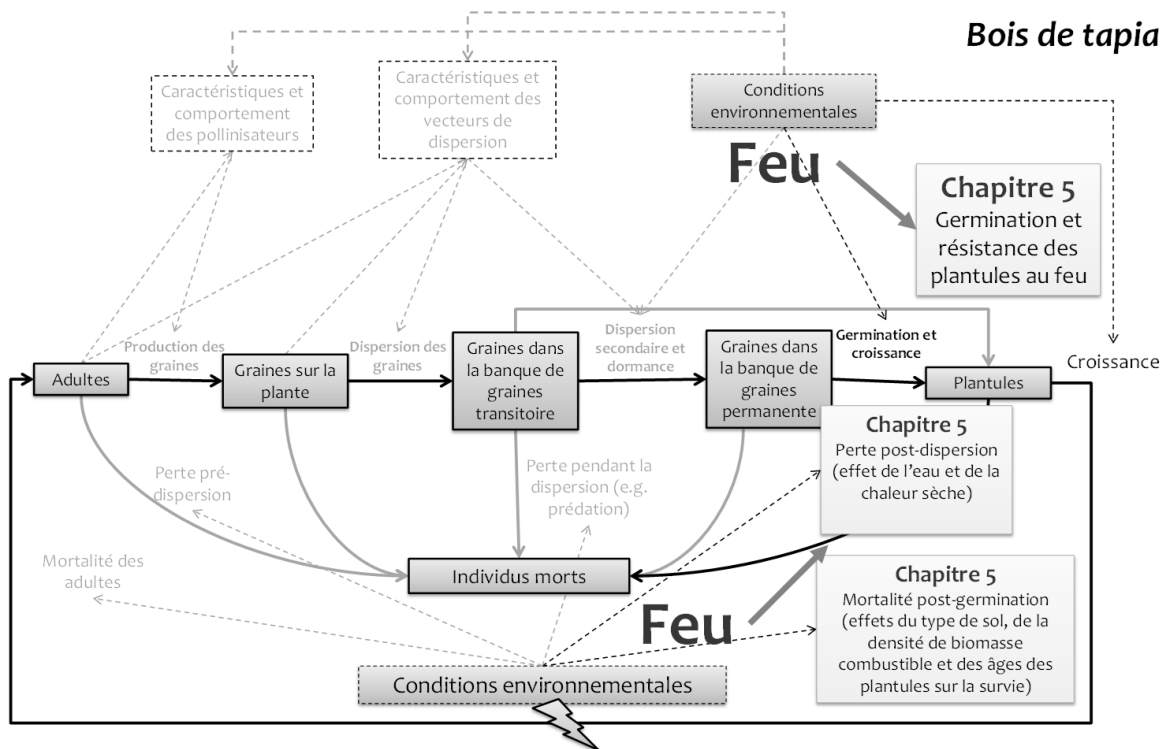 Bois de tapia
Caractéristiques et
comportement
des pollinisateurs
Caractéristiques et
comportement des
vecteurs de
dispersion
Conditions
environnementales
Feu
Chapitre 5
Germination et
résistance des
plantules au feu
Production des
graines
Dispersion des
graines
Dispersion
secondaire et
dormance
Germination et
croissance
Croissance
Adultes
Graines sur la
plante
Graines dans
la banque de
graines
transitoire
Graines dans
la banque de
graines
permanente
Plantules
Perte pré-
dispersion
Perte pendant la
dispersion (e.g.
prédation)
Chapitre 5
Perte post-dispersion
(effet de l'eau et de la
chaleur sèche)
Mortalité des
adultes
Individus morts
Feu
Chapitre 5
Mortalité post-germination
(effets du type de sol, de la
densité de biomasse
combustible et des âges des
plantules sur la survie)
Conditions environnementales